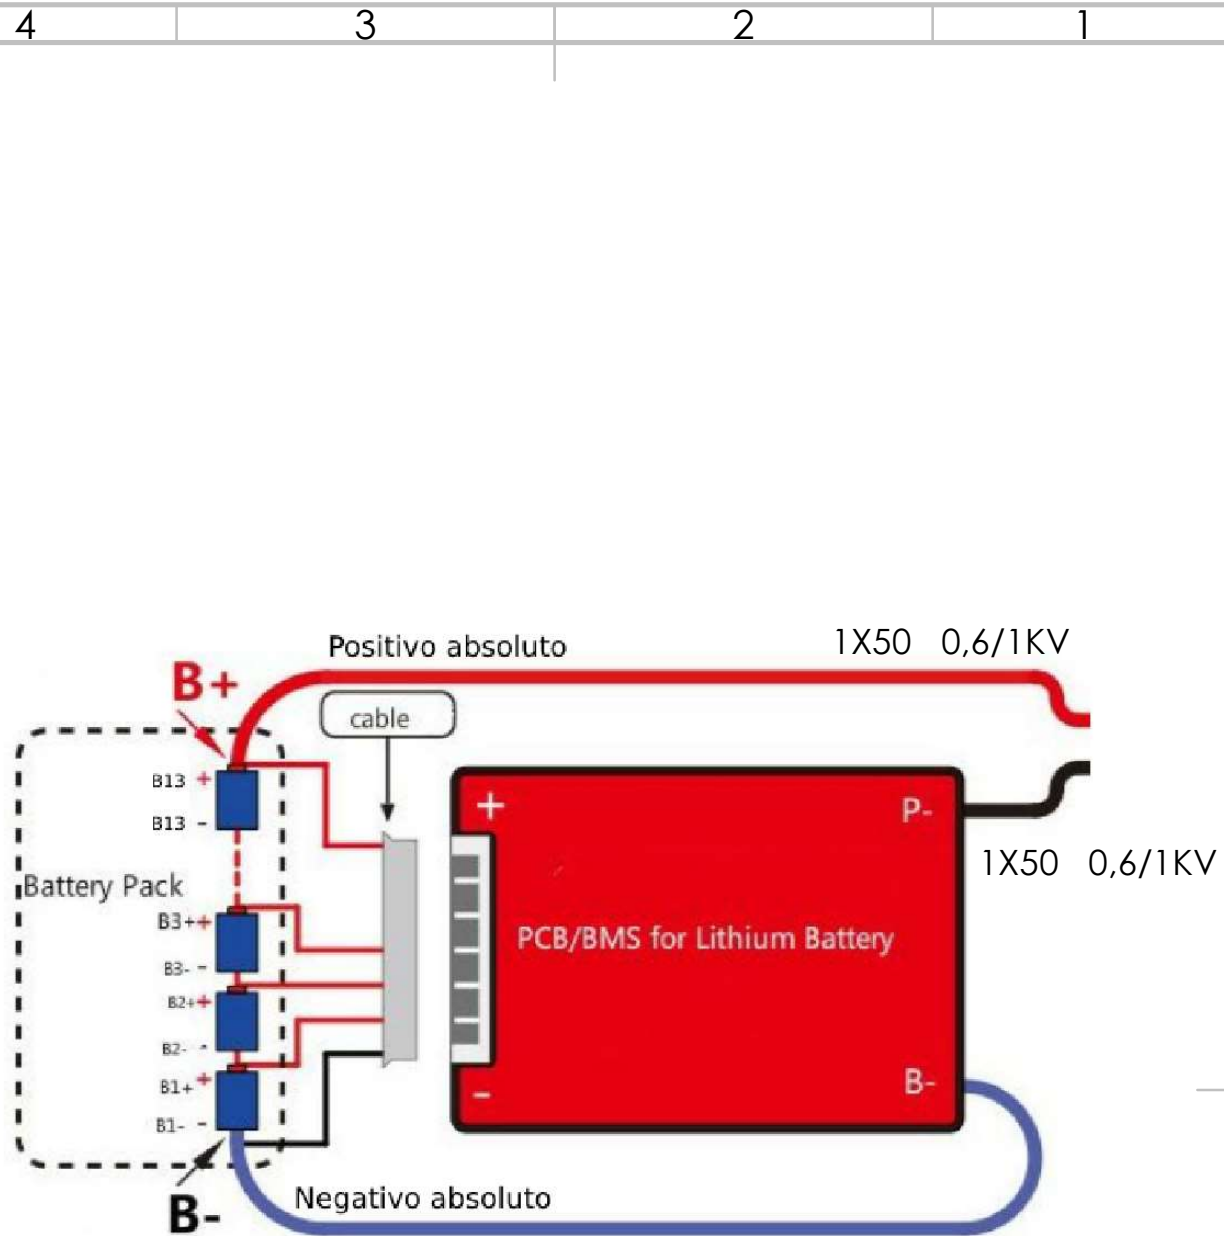 4 3 2 1
Positivo absoluto 1X50 0,6/1KV
B+
cable
B13 +
B13 -
+ P-
1X50 0,6/1KV
Battery Pack
B3++
B3- -
PCB/BMS for Lithium Battery
B2++
B2- -
B1+ +
B1- -
- B-
Negativo absoluto
B-